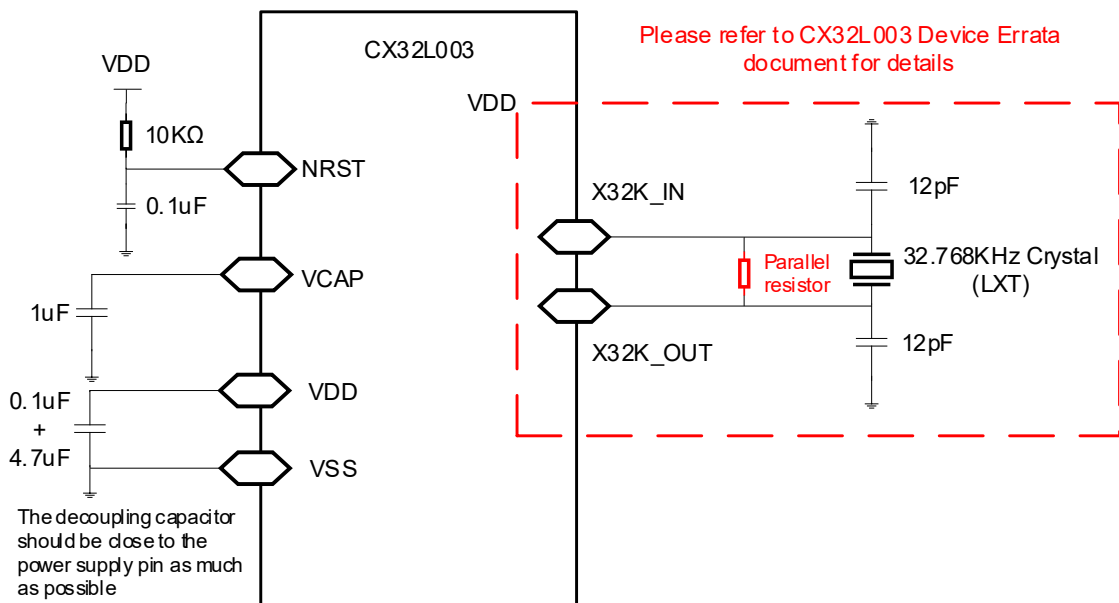 CX32L003
Please refer to CX32L003 Device Errata
document for details
VDD
10KΩ
NRST
0.1uF
VCAP
1uF
VDD
0.1uF
+
4.7uF
VSS
The decoupling capacitor
should be close to the
power supply pin as much
as possible
VDD
X32K_IN
12pF
Parallel
resistor
32.768KHz Crystal
(LXT)
X32K_OUT
12pF